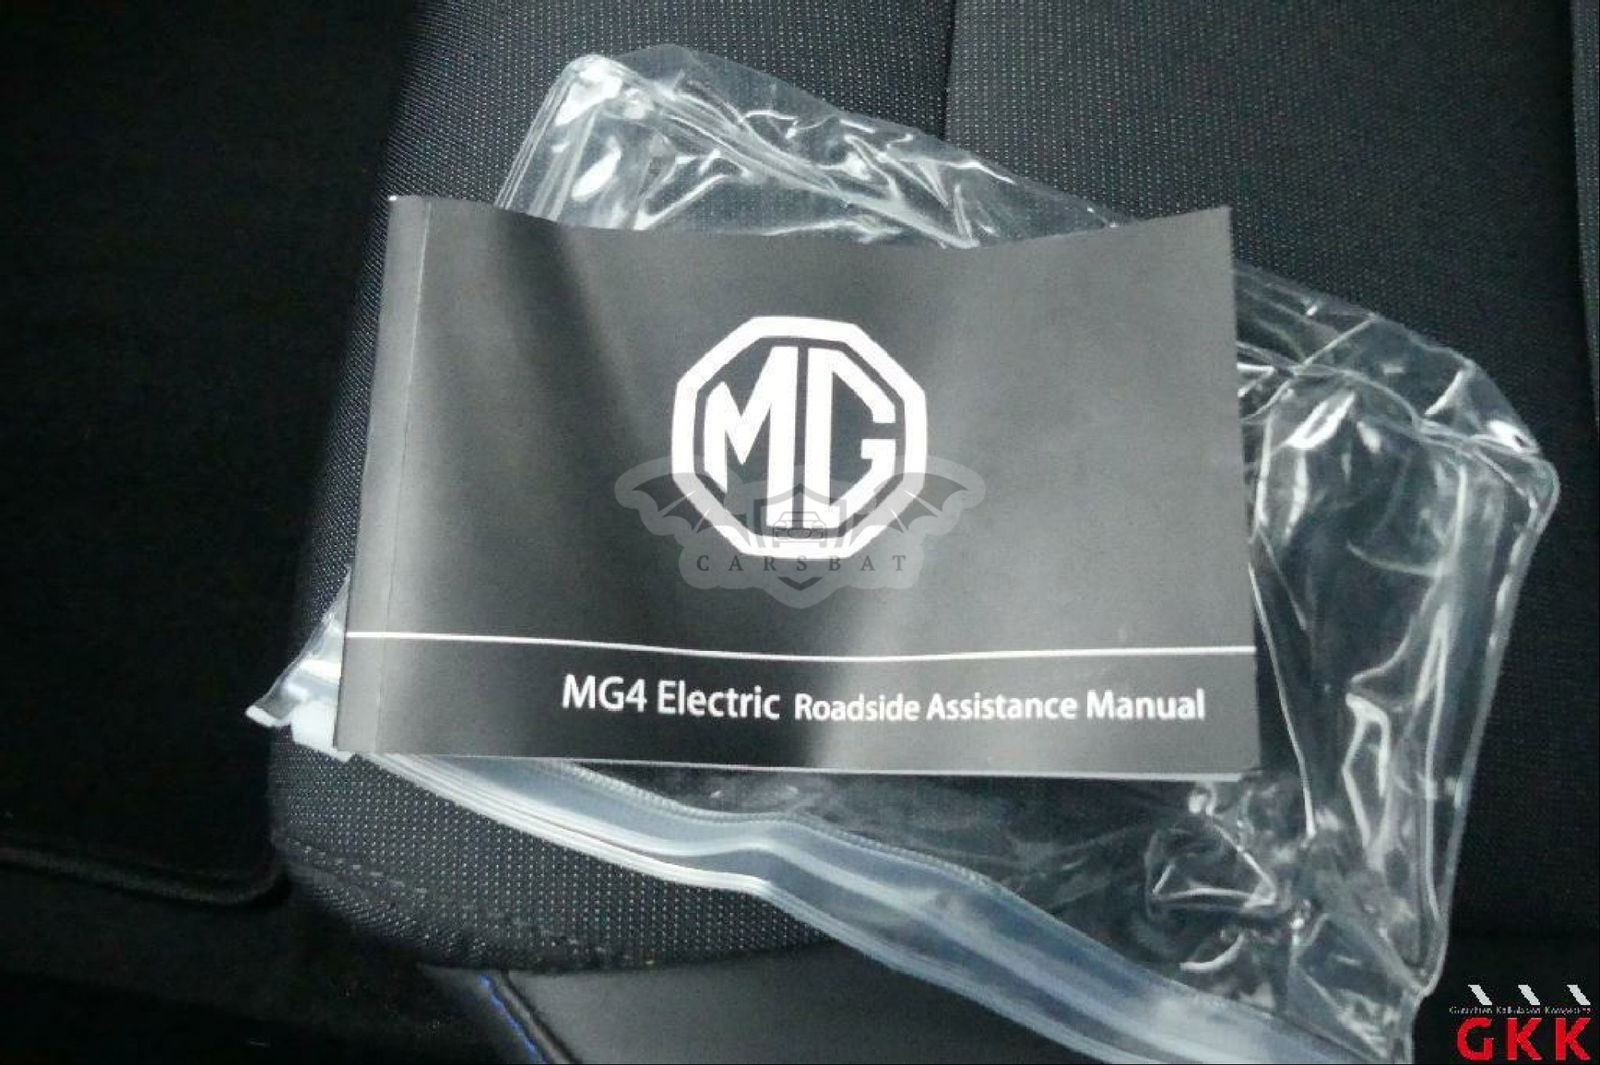 MG
CARSBAT
MG4 Electric Roadside Assistance Manual
GKK